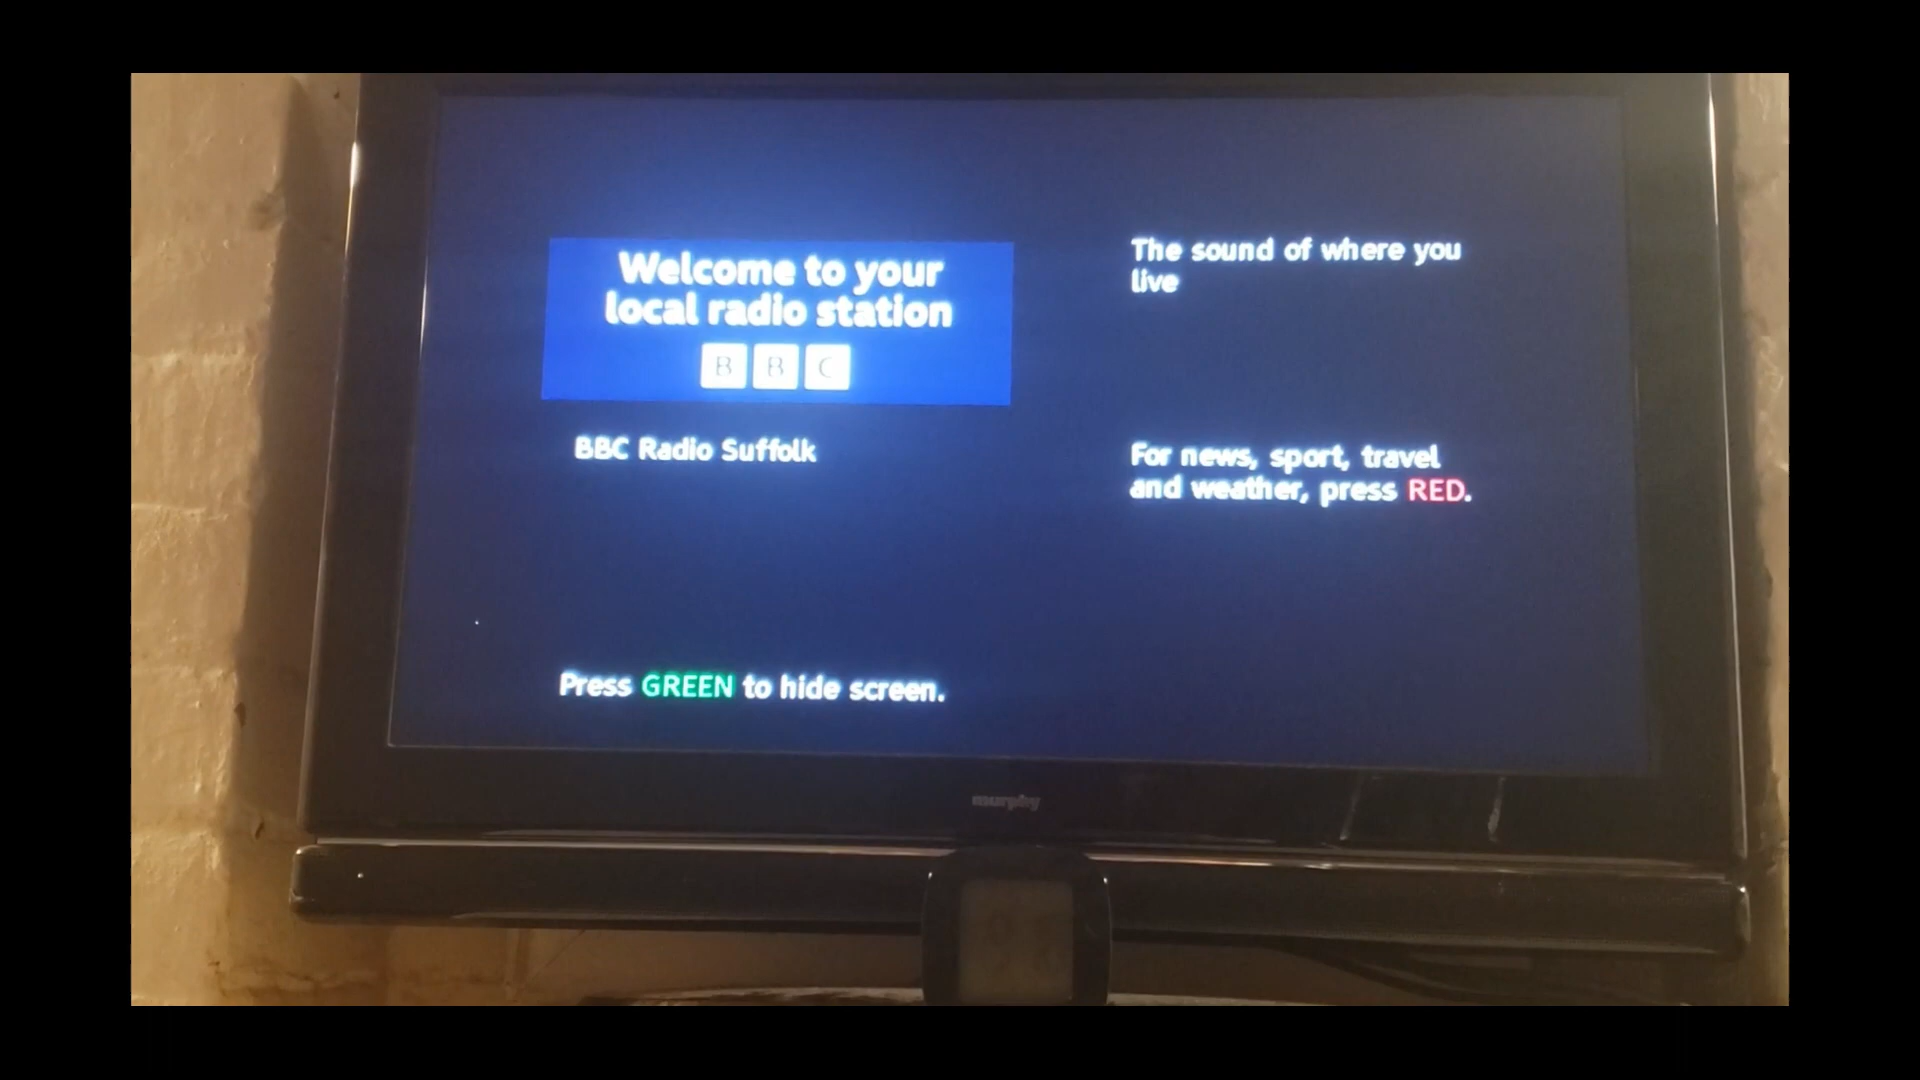 Welcome to your
local radio station
BBC
BBC Radio Suffolk
The sound of where you
live
For news, sport, travel
and weather, press RED.
Press GREEN to hide screen.
murphy